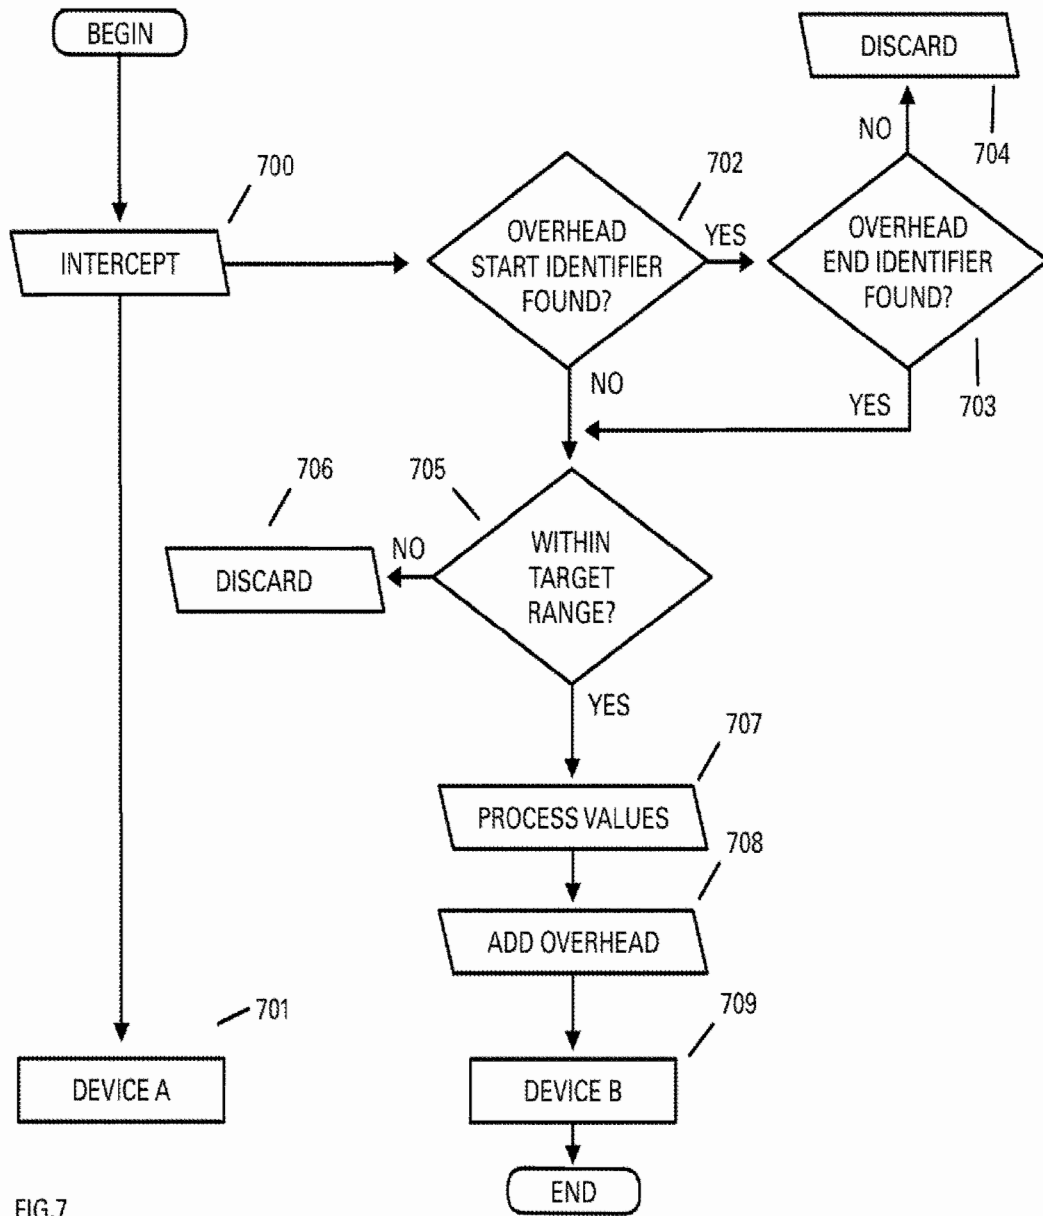 BEGIN
DISCARD
NO
704
700
702
INTERCEPT
OVERHEAD
START IDENTIFIER
FOUND?
YES
OVERHEAD
END IDENTIFIER
FOUND?
NO
YES
703
706
705
NO
DISCARD
WITHIN
TARGET
RANGE?
YES
707
PROCESS VALUES
708
ADD OVERHEAD
701
709
DEVICE A
DEVICE B
END
FIG.7